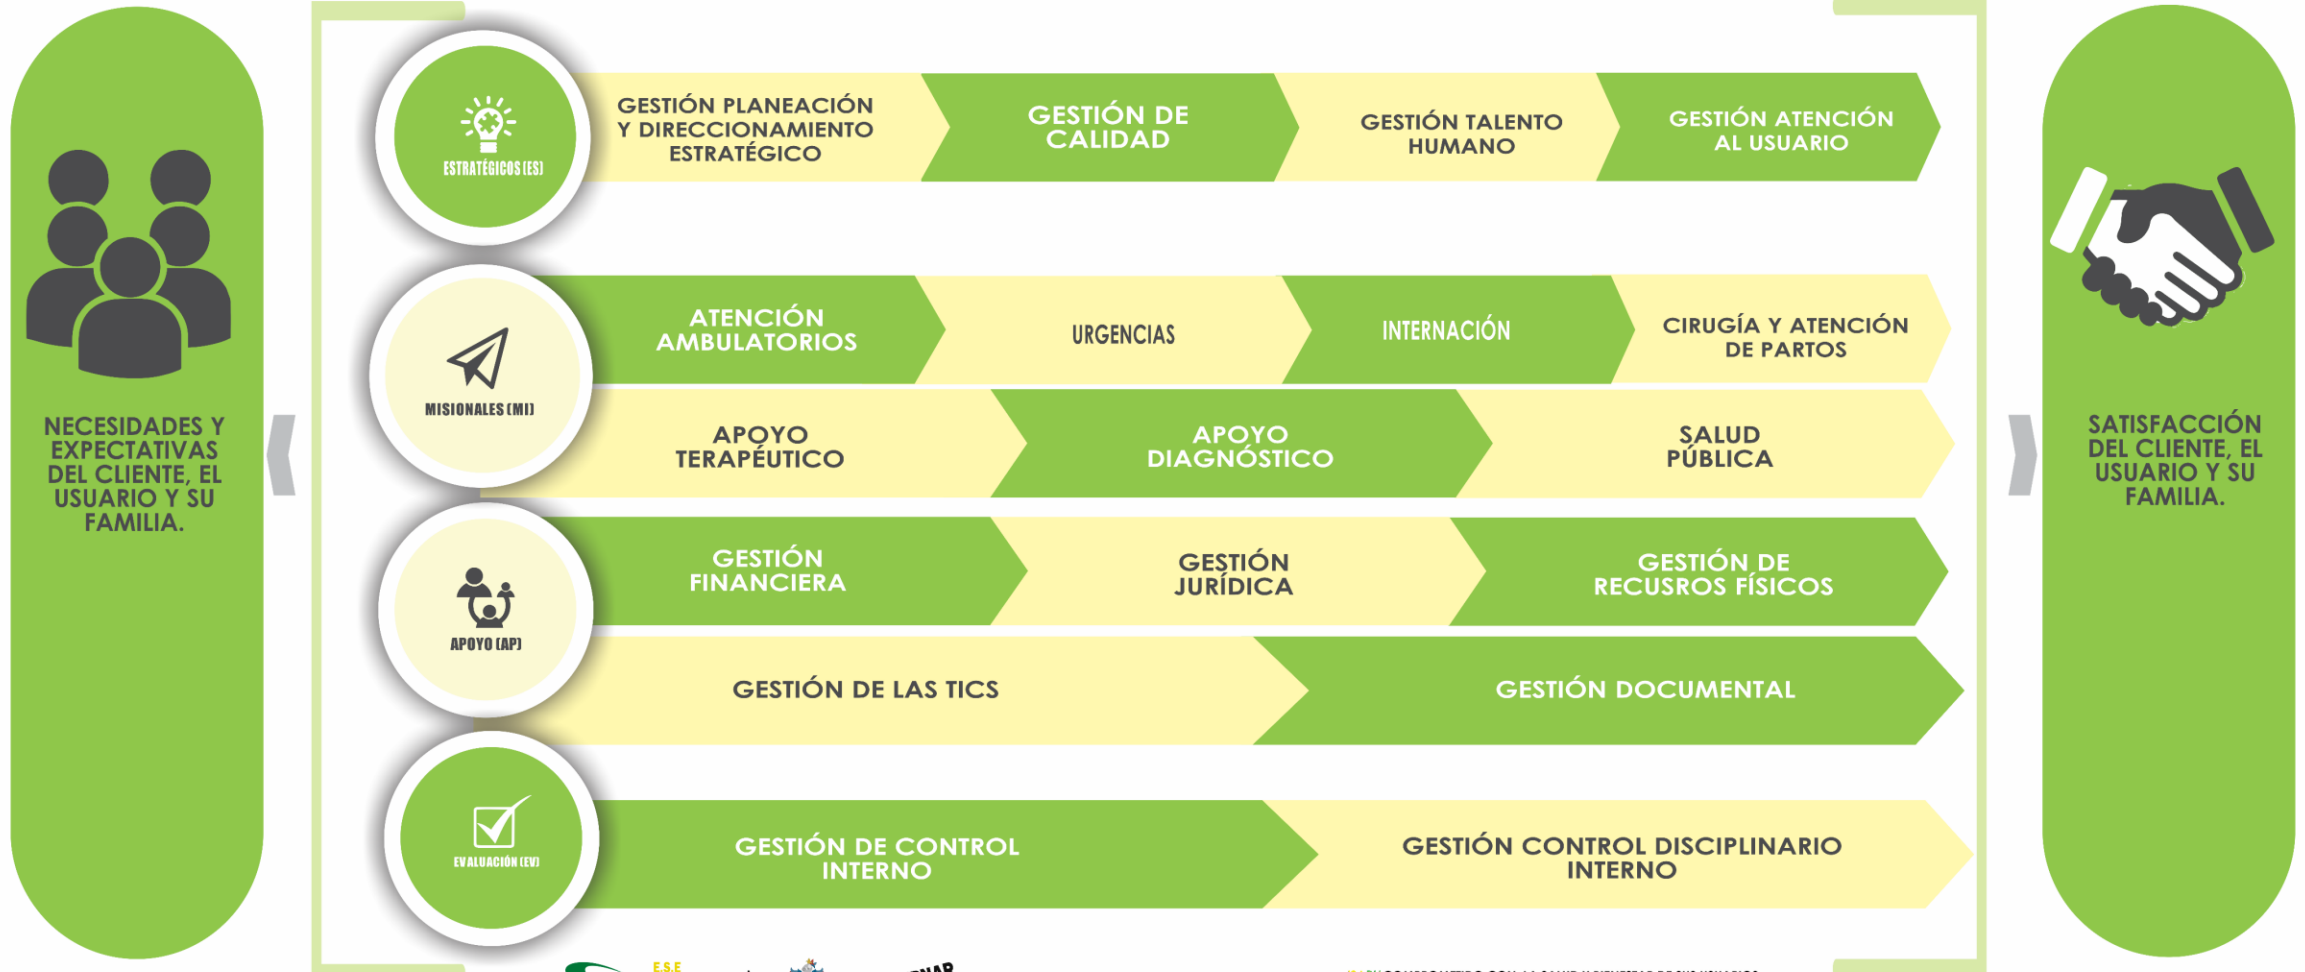 NECESIDADES Y
EXPECTATIVAS
DEL CLIENTE, EL
USUARIO Y SU
FAMILIA.
ESTRATÉGICOS (ES)
GESTIÓN PLANEACIÓN
Y DIRECCIONAMIENTO
ESTRATÉGICO
GESTIÓN DE
CALIDAD
GESTIÓN TALENTO
HUMANO
GESTIÓN ATENCIÓN
AL USUARIO
MISIONALES (MI)
ATENCIÓN
AMBULATORIOS
URGENCIAS
INTERNACIÓN
CIRUGÍA Y ATENCIÓN
DE PARTOS
APOYO
TERAPÉUTICO
APOYO
DIAGNÓSTICO
SALUD
PÚBLICA
APOYO (AP)
GESTIÓN
FINANCIERA
GESTIÓN
JURÍDICA
GESTIÓN DE
RECUSROS FÍSICOS
GESTIÓN DE LAS TICS
GESTIÓN DOCUMENTAL
EVALUACIÓN (EV)
GESTIÓN DE CONTROL
INTERNO
GESTIÓN CONTROL DISCIPLINARIO
INTERNO
SATISFACCIÓN
DEL CLIENTE, EL
USUARIO Y SU
FAMILIA.
E.S.E